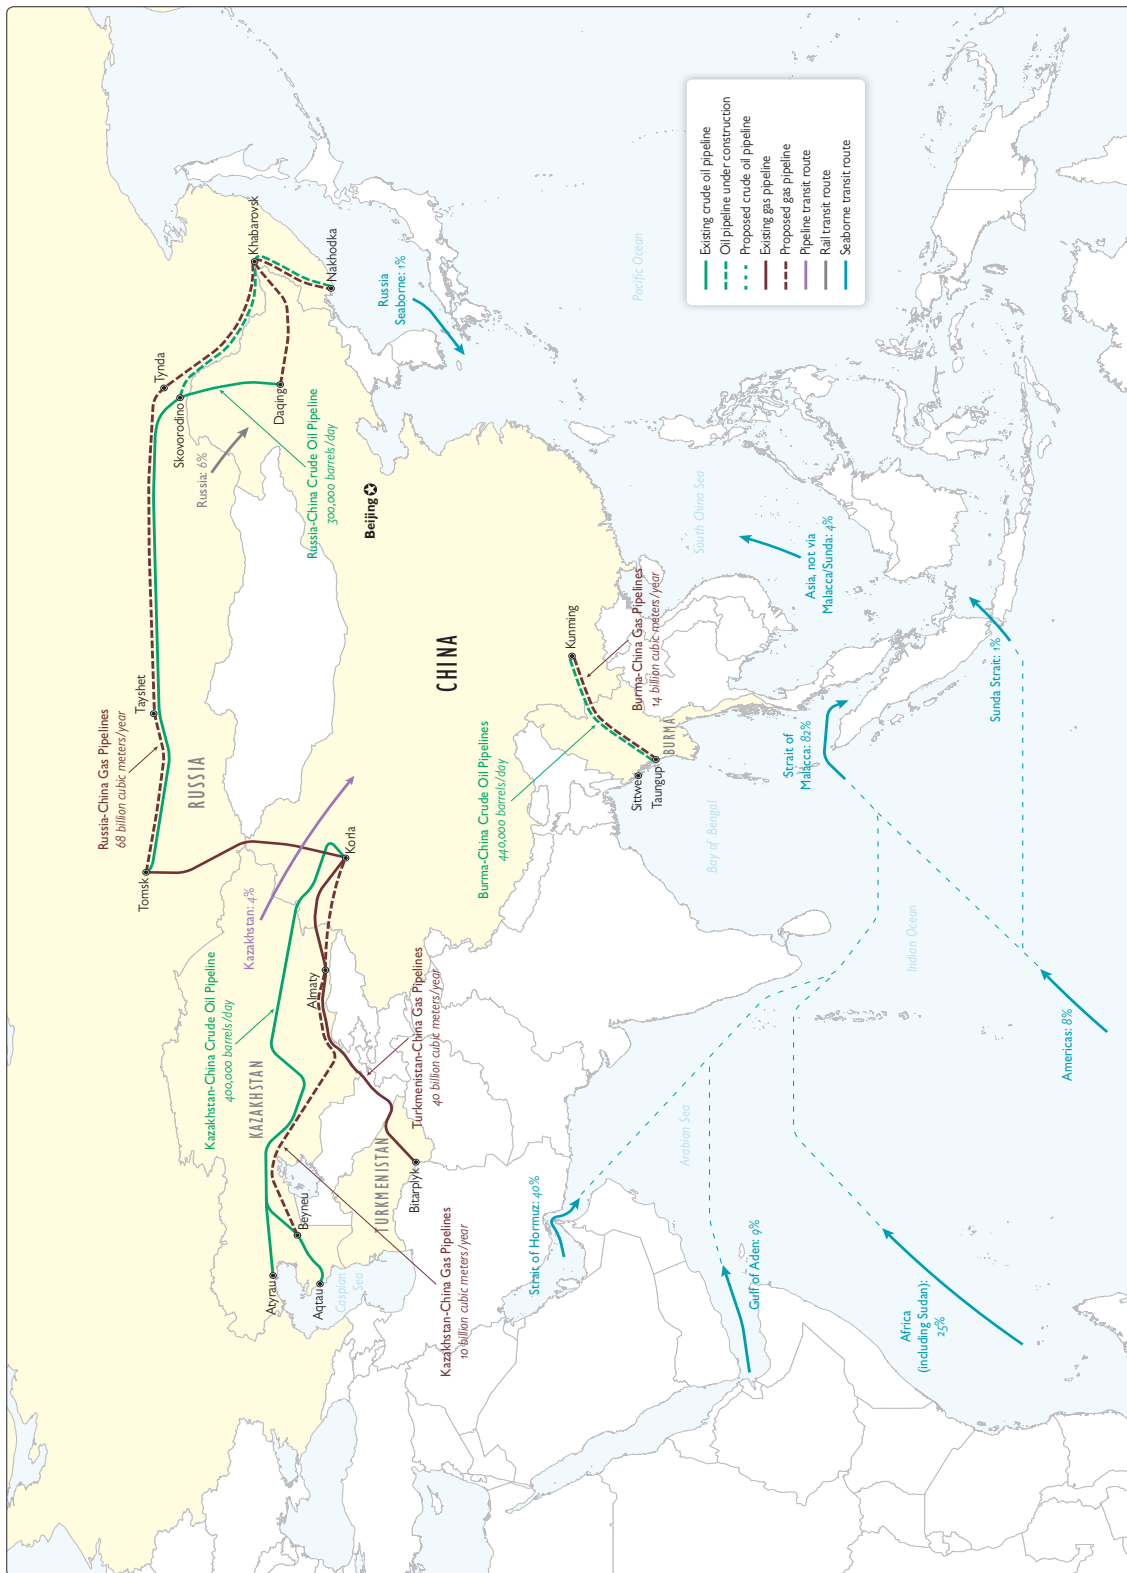 Russia-China Gas Pipelines
68 billion cubic meters/year
Tomsk
Tayshet
Tynda
Skovorodino
Khabarovsk
Nakhodka
Daqing
RUSSIA
Russia: 6%
Russia-China Crude Oil Pipeline
300,000 barrels/day
Russia
Seaborne: 1%
Beijing
CHINA
Kazakhstan: 4%
Korla
Kazakhstan-China Crude Oil Pipeline
400,000 barrels/day
KAZAKHSTAN
Almaty
Atyrau
Aqtau
Beyneu
Caspian
Sea
TURKMENISTAN
Bitarplyk
Turkmenistan-China Gas Pipelines
40 billion cubic meters/year
Kazakhstan-China Gas Pipelines
10 billion cubic meters/year
Burma-China Crude Oil Pipelines
440,000 barrels/day
Kunming
Burma-China Gas Pipelines
14 billion cubic meters/year
BURMA
Sittwe
Taungup
Bay of Bengal
South China Sea
Pacific Ocean
Strait of Hormuz: 40%
Arabian Sea
Gulf of Aden: 9%
Africa
(including Sudan):
25%
Indian Ocean
Americas: 8%
Strait of
Malacca: 82%
Asia, not via
Malacca/Sunda: 4%
Sunda Strait: 1%
Existing crude oil pipeline
Oil pipeline under construction
Proposed crude oil pipeline
Existing gas pipeline
Proposed gas pipeline
Pipeline transit route
Rail transit route
Seaborne transit route